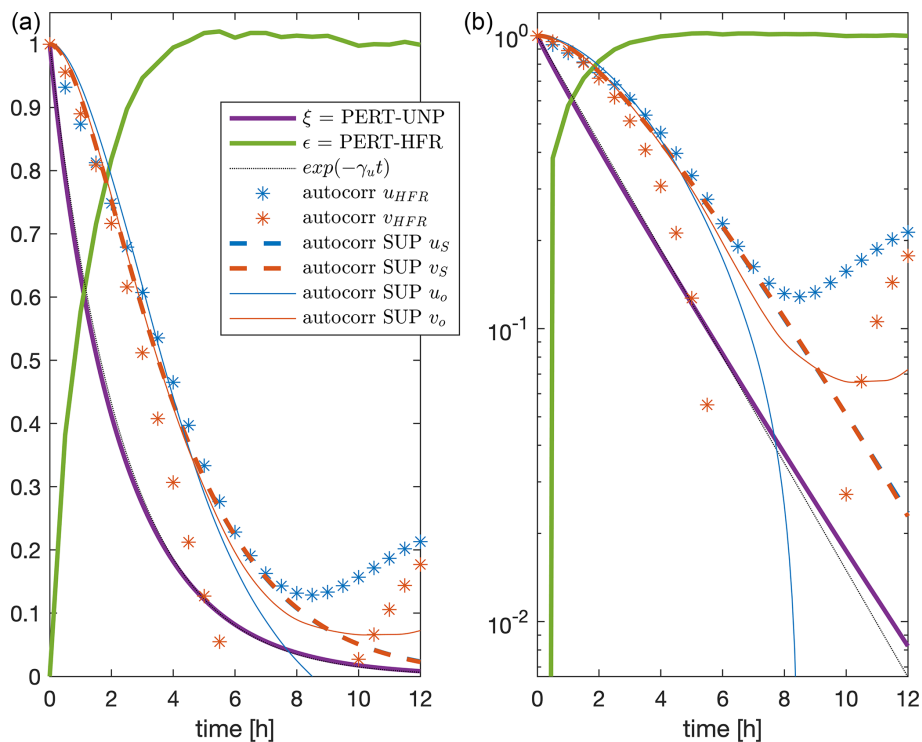 (a)
1
0.9
0.8
0.7
0.6
0.5
0.4
0.3
0.2
0.1
0
0 2 4 6 8 10 12
time [h]
ξ = PERT-UNP
ϵ = PERT-HFR
exp(−γ_u t)
autocorr u_HFR
autocorr v_HFR
autocorr SUP u_S
autocorr SUP v_S
autocorr SUP u_o
autocorr SUP v_o
(b)
10^0
10^-1
10^-2
0 2 4 6 8 10 12
time [h]